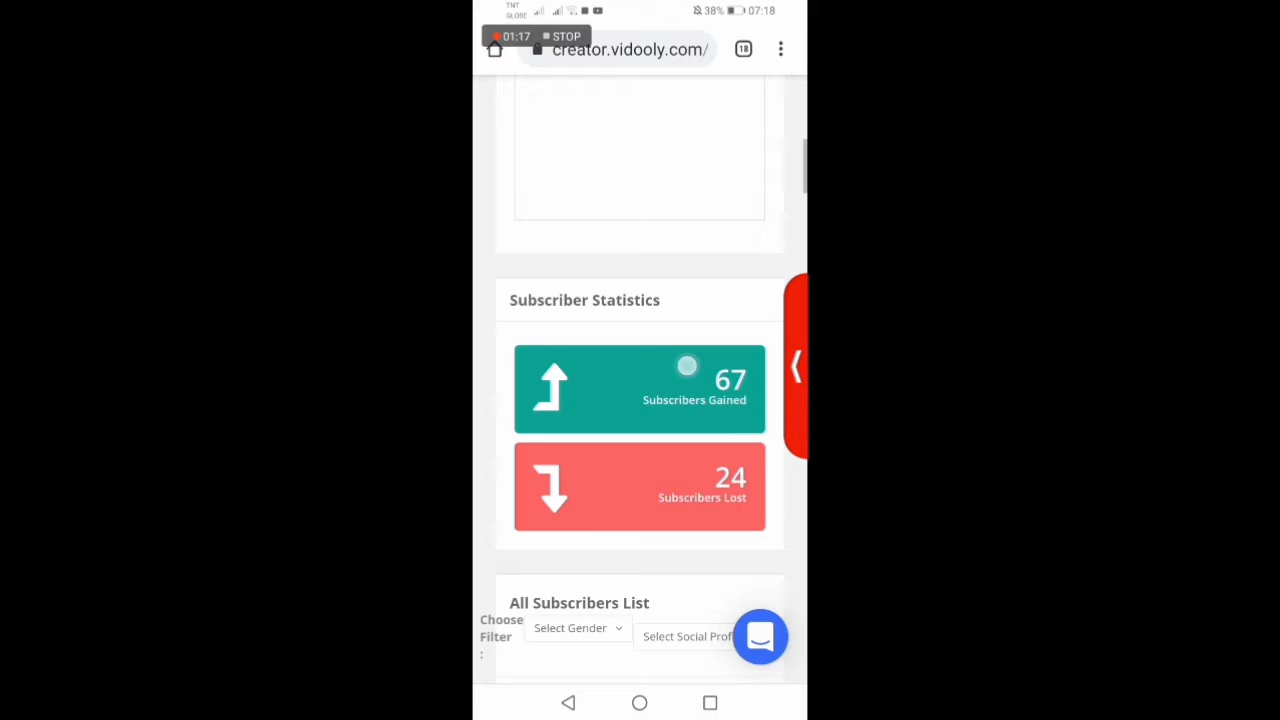 TNT
GLOBE
38% 07:18
01:17 STOP
creator.vidooly.com/
18
Subscriber Statistics
67
Subscribers Gained
24
Subscribers Lost
All Subscribers List
Choose
Filter
:
Select Gender
Select Social Prof